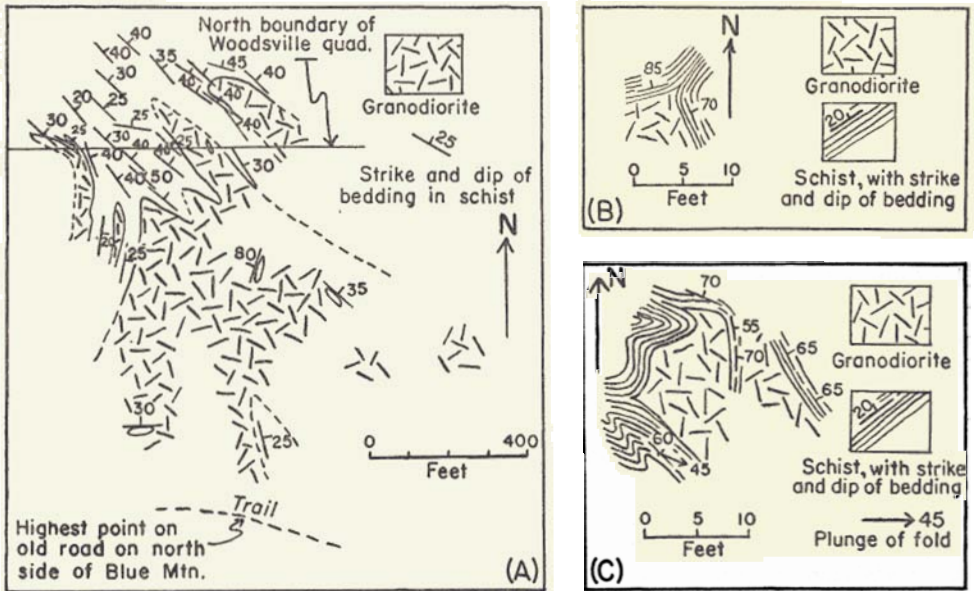 40
40
35
45
40
30
40
40
25
40
20
25
30
25
30
40
40
25
40
40
50
30
20
25
80
35
30
25
North boundary of
Woodsville quad.
Granodiorite
25
Strike and dip of
bedding in schist
N
0 400
Feet
Trail
Highest point on
old road on north
side of Blue Mtn.
(A)
N
85
70
0 5 10
Feet
Granodiorite
20
Schist, with strike
and dip of bedding
(B)
N
70
55
70
65
65
60
45
0 5 10
Feet
Granodiorite
20
Schist, with strike
and dip of bedding
45
Plunge of fold
(C)